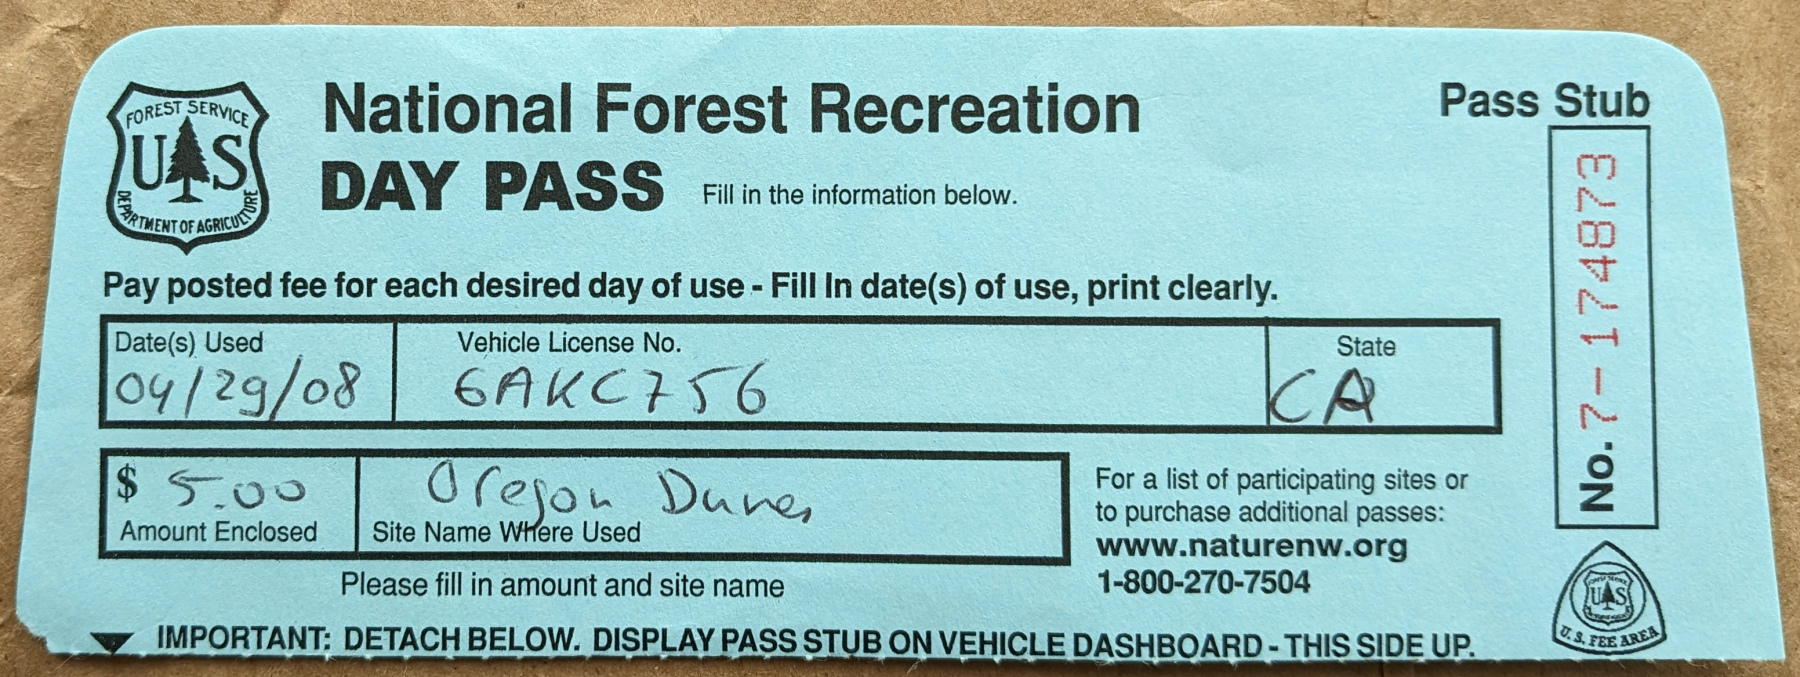 FOREST SERVICE
US
DEPARTMENT OF AGRICULTURE
National Forest Recreation
DAY PASS
Fill in the information below.
Pass Stub
No. 7-174873
Pay posted fee for each desired day of use - Fill In date(s) of use, print clearly.
Date(s) Used
04/29/08
Vehicle License No.
6AKC756
State
CA
$ 5.00
Amount Enclosed
Oregon Dunes
Site Name Where Used
For a list of participating sites or
to purchase additional passes:
www.naturenw.org
1-800-270-7504
Please fill in amount and site name
IMPORTANT: DETACH BELOW. DISPLAY PASS STUB ON VEHICLE DASHBOARD - THIS SIDE UP.
FOREST SERVICE
US
U.S. FEE AREA